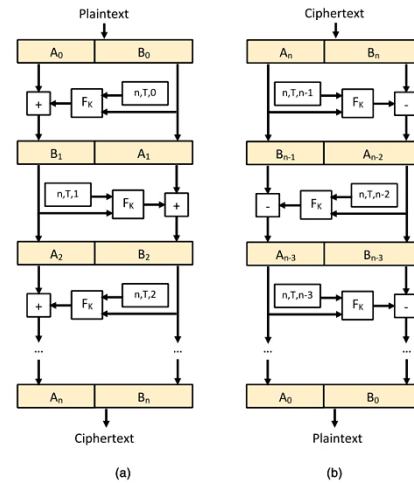 Plaintext
A0 B0
n,T,0
FK
+
B1 A1
n,T,1
FK
+
A2 B2
n,T,2
FK
+
... ...
An Bn
Ciphertext
(a)
Ciphertext
An Bn
n,T,n-1
FK
-
Bn-1 An-2
n,T,n-2
FK
-
An-3 Bn-3
n,T,n-3
FK
-
... ...
A0 B0
Plaintext
(b)